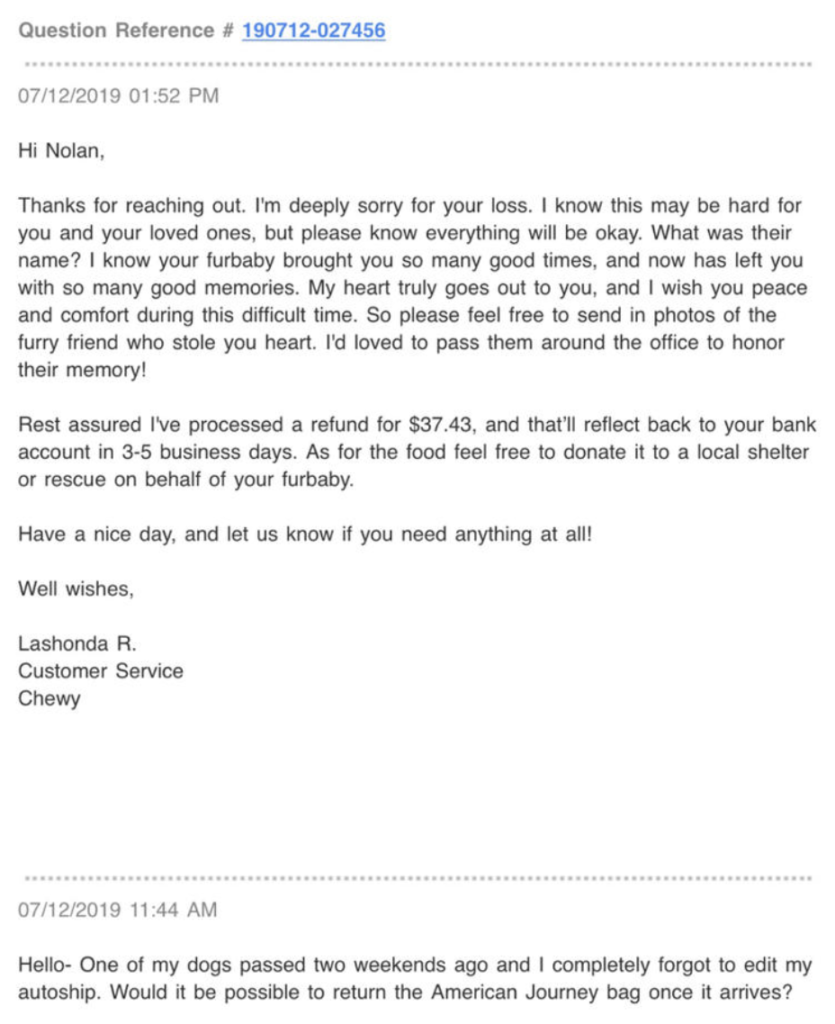 Question Reference # 190712-027456
07/12/2019 01:52 PM
Hi Nolan,
Thanks for reaching out. I'm deeply sorry for your loss. I know this may be hard for
you and your loved ones, but please know everything will be okay. What was their
name? I know your furbaby brought you so many good times, and now has left you
with so many good memories. My heart truly goes out to you, and I wish you peace
and comfort during this difficult time. So please feel free to send in photos of the
furry friend who stole you heart. I'd loved to pass them around the office to honor
their memory!
Rest assured I've processed a refund for $37.43, and that'll reflect back to your bank
account in 3-5 business days. As for the food feel free to donate it to a local shelter
or rescue on behalf of your furbaby.
Have a nice day, and let us know if you need anything at all!
Well wishes,
Lashonda R.
Customer Service
Chewy
07/12/2019 11:44 AM
Hello- One of my dogs passed two weekends ago and I completely forgot to edit my
autoship. Would it be possible to return the American Journey bag once it arrives?